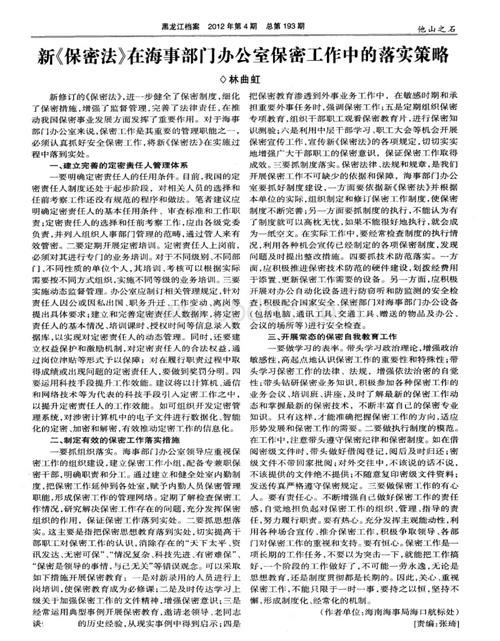 黑龙江档案 2012年第4期 总第193期
他山之石
新《保密法》在海事部门办公室保密工作中的落实策略
◇林曲虹
新修订的《保密法》,进一步健全了保密制度,细化
了保密措施,增强了监督管理,完善了法律责任,在推
动我国保密事业发展方面发挥了重要作用。对于海事
部门办公室来说,保密工作是其重要的管理职能之一,
必须认真抓好安全保密工作,将新《保密法》在实施过
程中落到实处。
一、建立完善的定密责任人管理体系
一要明确定密责任人的任用条件。目前,我国的定
密责任人制度还处于起步阶段,对相关人员的选择和
任前考察工作还没有规范的程序和做法。笔者建议应
明确定密责任人的基本任用条件、审查标准和工作职
责;定密责任人的选择和任前考察工作,应由各级党委
负责,并列入组织人事部门管理的范畴,通过管人来有
效管密。二要定期开展定密培训。定密责任人上岗前,
必须对其进行专门的业务培训。对于不同级别、不同部
门、不同性质的单位个人,其培训、考核可以根据实际
需要按不同方式组织,实施不同等级的业务培训。三要
实施动态监督管理。办公室应制订相关管理规定,针对
责任人因公或因私出国、职务升迁、工作变动、离岗等
提出具体要求;建立和完善定密责任人数据库,将定密
责任人的基本情况、培训课时、授权时间等信息录入数
据库,以实现对定密责任人的动态管理。同时,还要建
立权益保护和激励机制,对定密责任人的合法权益,通
过岗位津贴等形式予以保障;对在履行职责过程中取
得成绩或出现问题的定密责任人,要做到奖罚分明。四
要运用科技手段提升工作效能。建议将以计算机、通信
和网络技术等为代表的科技手段引入定密工作之中,
以提升定密责任人的工作效能。如可组织开发定密管
理系统,对涉密计算机中的电子文件进行数据化、智能
化的定密、加密和解密,有效推动定密工作的信息化。
二、制定有效的保密工作落实措施
一要抓组织落实。海事部门办公室领导应重视保
密工作的组织建设,建立保密工作小组,配备专兼职保
密干部,明确职责和分工。通过建立和健全处室内勤制
度,把保密工作延伸到各处室,赋予内勤人员保密管理
职能,形成保密工作的管理网络。定期了解检查保密工
作情况,研究解决保密工作存在的问题,充分发挥保密
组织的作用,保证保密工作落到实处。二要抓思想落
实。这主要是指把保密思想教育落到实处,切实提高干
部职工对保密工作的认识,消除存在的“天下太平、资
讯发达、无密可保”、“情况复杂、科技先进、有密难保”、
“保密是领导的事情,与己无关”等错误观念。可以采取
如下措施开展保密教育:一是对新录用的人员进行上
岗培训,使保密教育成为必修课;二是及时传达学习上
级关于加强保密工作的文件精神,增强保密意识;三是
经常运用典型事例开展保密教育,邀请老领导、老同志
谈 的历史经验,从现实事例中得到启示;四是
把保密教育渗透到外事业务工作中,在敏感时期和承
担重要外事任务时,强调保密工作;五是定期组织保密
专项教育,组织干部职工观看保密教育片,进行保密知
识测验;六是利用中层干部学习、职工大会等机会开展
保密宣传工作,宣传新《保密法》的各项规定,切切实实
地增强广大干部职工的保密意识,保证保密工作取得
成效。三要抓制度落实。保密法律、法规和规章,是我们
开展保密工作不可缺少的依据和保障,海事部门办公
室要抓好制度建设,一方面要依据新《保密法》并根据
本单位的实际,组织制定和修订保密工作制度,使保密
制度不断完善;另一方面要抓制度的执行,不能认为有
了制度就可以高枕无忧,如果不能很好地执行,就会成
为一纸空文。在实际工作中,要经常检查制度的执行情
况,利用各种机会宣传已经制定的各项保密制度,发现
问题及时提出整改措施。四要抓技术防范落实。一方
面,应积极推进保密技术防范的硬件建设,划拨经费用
于添置、更新保密工作需要的设备。另一方面,应积极
开展对办公自动化设备进行防窃听和防监测的安全检
查,积极配合国家安全、保密部门对海事部门办公设备
(包括电脑、通讯工具、交通工具、赠送的物品及办公、
会议的场所等)进行安全检查。
三、开展常态的保密自我教育工作
一要做学习的表率。带头学习政治理论,增强政治
敏感性,高起点地认识保密工作的重要性和特殊性;带
头学习保密工作的法律、法规,增强依法治密的自觉
性;带头钻研保密业务知识,积极参加各种保密工作的
业务会议、培训班、讲座,及时了解最新的保密工作动
态和掌握最新的保密技术,不断丰富自己的保密专业
知识。只有这样,才能准确把握保密工作的方向,适应
形势发展和保密工作的需要。二要做执行制度的模范。
在工作中,注意带头遵守保密纪律和保密制度。如在借
阅密级文件时,带头做好借阅登记,阅后及时归还;密
级文件不带回家批阅;对外交往中,不该说的话不说,
不该提供的文件绝不提供;不随意复印密级文件资料;
发送传真严格遵守保密规定。三要做保密工作的有心
人。要有责任心。不断增强自己做好保密工作的责任
感,自觉地担负起对保密工作的组织、管理、指导的责
任,努力履行职责。要有热心。充分发挥主观能动性,利
用各种场合宣传、推介保密工作,积极争取领导、各部
门对保密工作的重视和支持。要有恒心。保密工作是一
项长期的工作任务,不要以为突击一下,就能把工作搞
好,一个阶段的工作做好了,不可能一劳永逸,无论是
思想教育,还是制度贯彻都是长期的。因此,关心、重视
保密工作,不能只限于一时一事,要持之以恒,坚持不
懈,形成制度化、经常化的机制。
(作者单位:海南海事局海口航标处)
[责编:张绮]